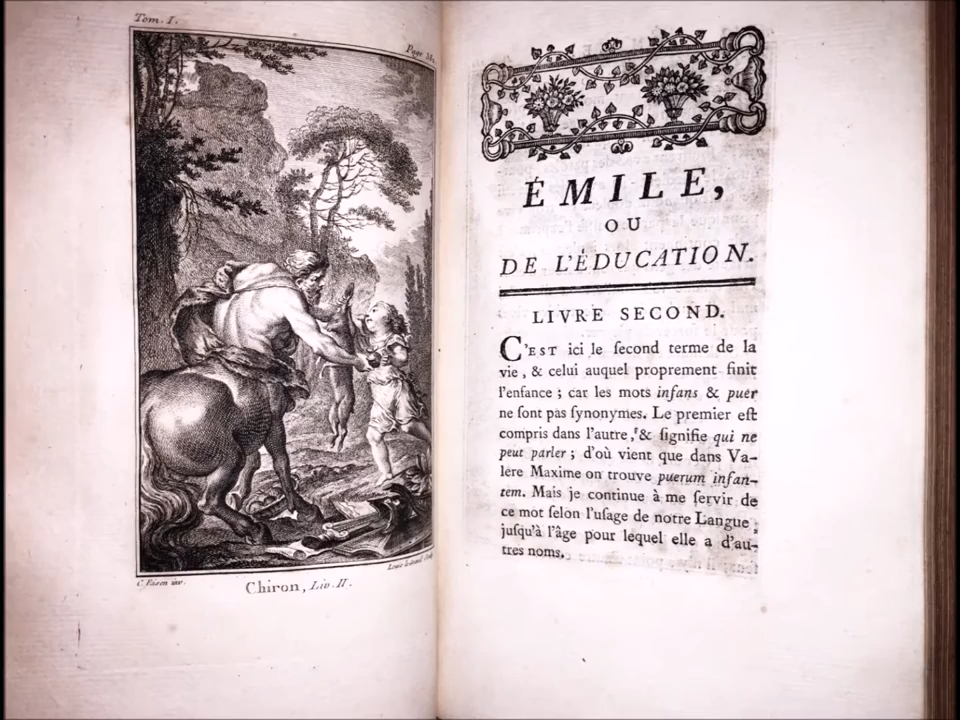 Tom. I.
Page
C. Eisen inv.
Chiron, Liv. II.
ÉMILE,
OU
DE L'ÉDUCATION.
LIVRE SECOND.
C'EST ici le ſecond terme de la
vie, & celui auquel proprement finit
l'enfance ; car les mots infans & puer
ne ſont pas ſynonymes. Le premier eſt
compris dans l'autre, & ſignifie qui ne
peut parler ; d'où vient que dans Va-
lère Maxime on trouve puerum infan-
tem. Mais je continue à me ſervir de
ce mot ſelon l'uſage de notre Langue,
juſqu'à l'âge pour lequel elle a d'au-
tres noms.